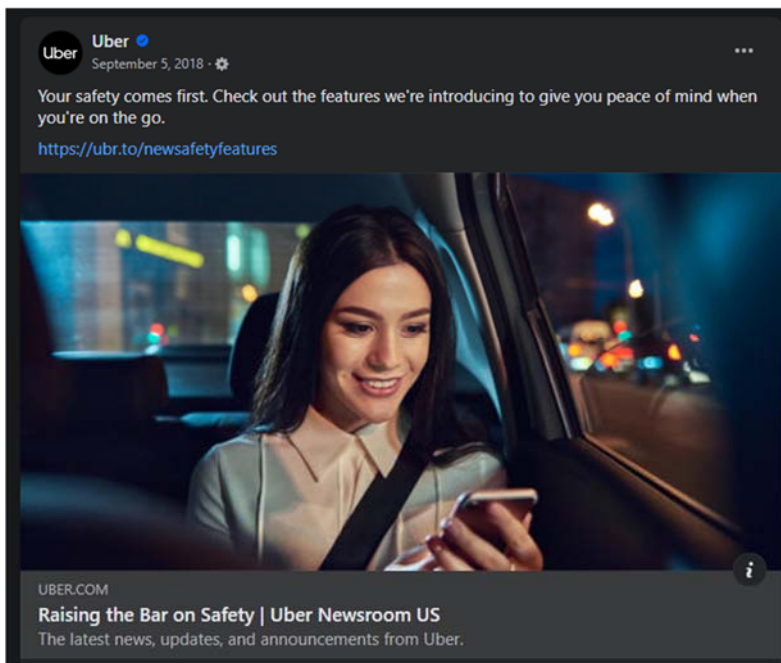 Uber
Uber
September 5, 2018 ·
Your safety comes first. Check out the features we're introducing to give you peace of mind when
you're on the go.
https://ubr.to/newsafetyfeatures
UBER.COM
Raising the Bar on Safety | Uber Newsroom US
The latest news, updates, and announcements from Uber.